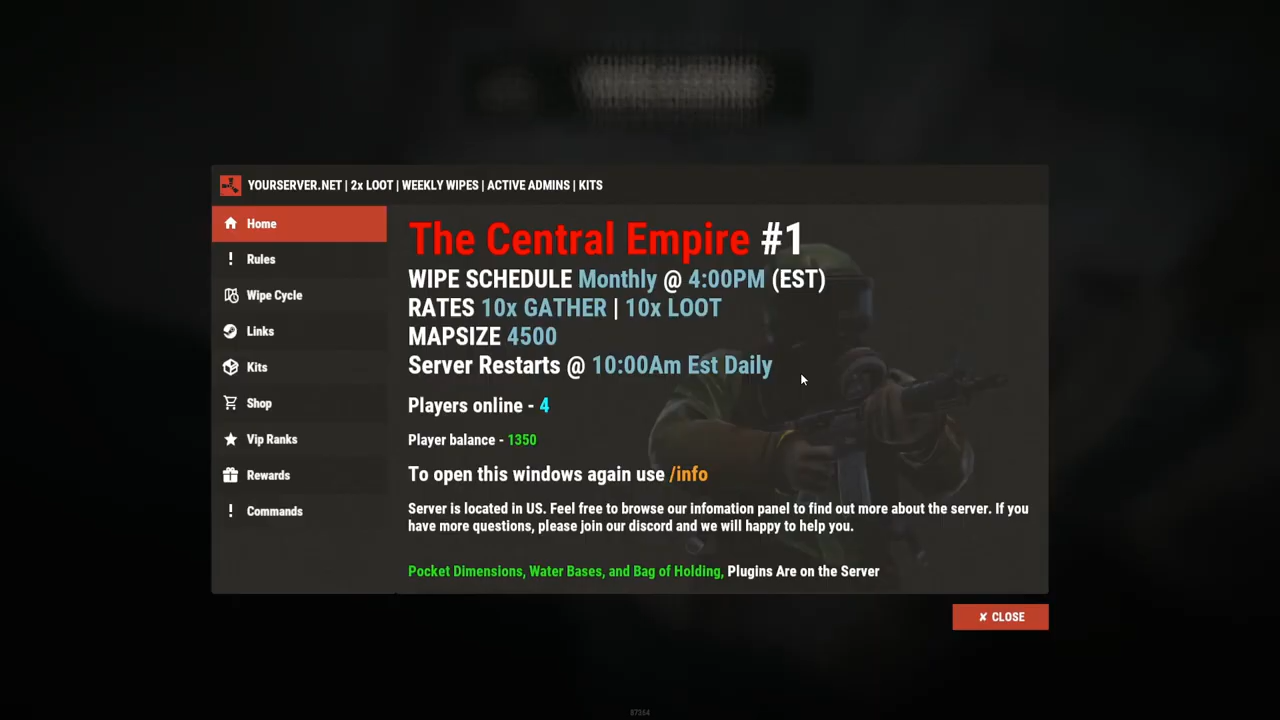 YOURSERVER.NET | 2x LOOT | WEEKLY WIPES | ACTIVE ADMINS | KITS
Home
Rules
Wipe Cycle
Links
Kits
Shop
Vip Ranks
Rewards
Commands
The Central Empire #1
WIPE SCHEDULE Monthly @ 4:00PM (EST)
RATES 10x GATHER | 10x LOOT
MAPSIZE 4500
Server Restarts @ 10:00Am Est Daily
Players online - 4
Player balance - 1350
To open this windows again use /info
Server is located in US. Feel free to browse our infomation panel to find out more about the server. If you
have more questions, please join our discord and we will happy to help you.
Pocket Dimensions, Water Bases, and Bag of Holding, Plugins Are on the Server
✘ CLOSE